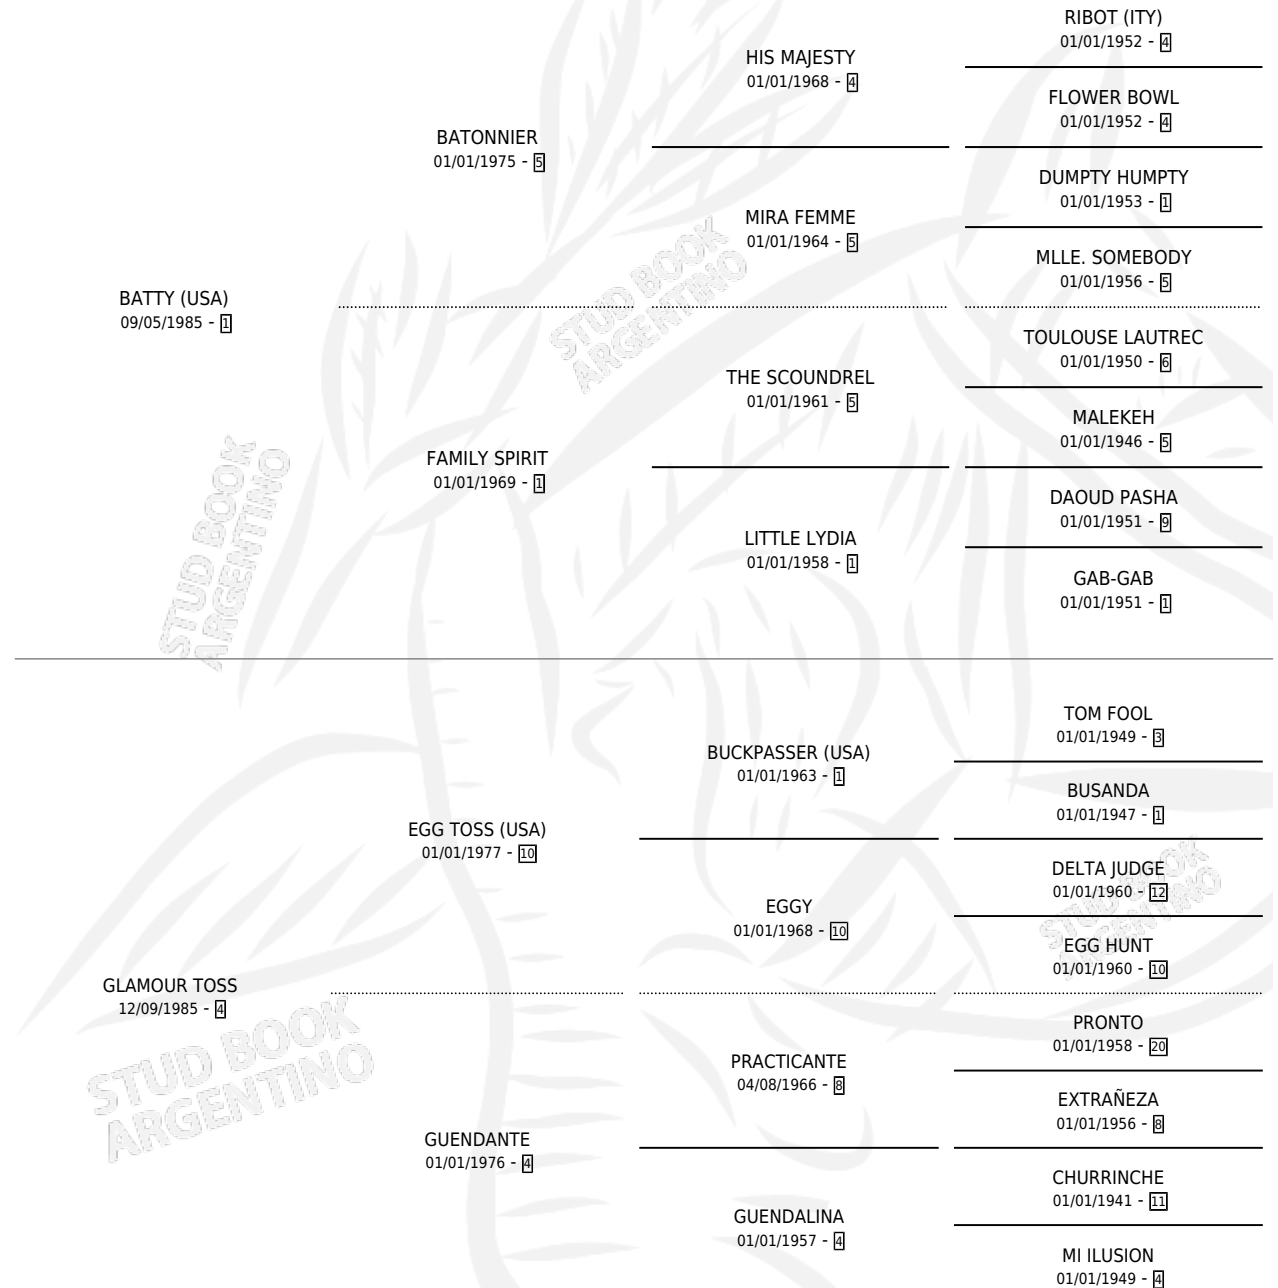 RIBOT (ITY)
01/01/1952 - 4
HIS MAJESTY
01/01/1968 - 4
FLOWER BOWL
01/01/1952 - 4
BATONNIER
01/01/1975 - 5
DUMPTY HUMPTY
01/01/1953 - 1
MIRA FEMME
01/01/1964 - 5
MLLE. SOMEBODY
01/01/1956 - 5
BATTY (USA)
09/05/1985 - 1
TOULOUSE LAUTREC
01/01/1950 - 6
THE SCOUNDREL
01/01/1961 - 5
MALEKEH
01/01/1946 - 5
FAMILY SPIRIT
01/01/1969 - 1
DAOUD PASHA
01/01/1951 - 9
LITTLE LYDIA
01/01/1958 - 1
GAB-GAB
01/01/1951 - 1
TOM FOOL
01/01/1949 - 3
BUCKPASSER (USA)
01/01/1963 - 1
BUSANDA
01/01/1947 - 1
EGG TOSS (USA)
01/01/1977 - 10
DELTA JUDGE
01/01/1960 - 12
EGGY
01/01/1968 - 10
EGG HUNT
01/01/1960 - 10
GLAMOUR TOSS
12/09/1985 - 4
PRONTO
01/01/1958 - 20
PRACTICANTE
04/08/1966 - 8
EXTRAÑEZA
01/01/1956 - 8
GUENDANTE
01/01/1976 - 4
CHURRINCHE
01/01/1941 - 11
GUENDALINA
01/01/1957 - 4
MI ILUSION
01/01/1949 - 4
STUD BOOK
ARGENTINO
STUD BOOK
ARGENTINO
STUD BOOK
ARGENTINO
STUD BOOK
ARGENTINO